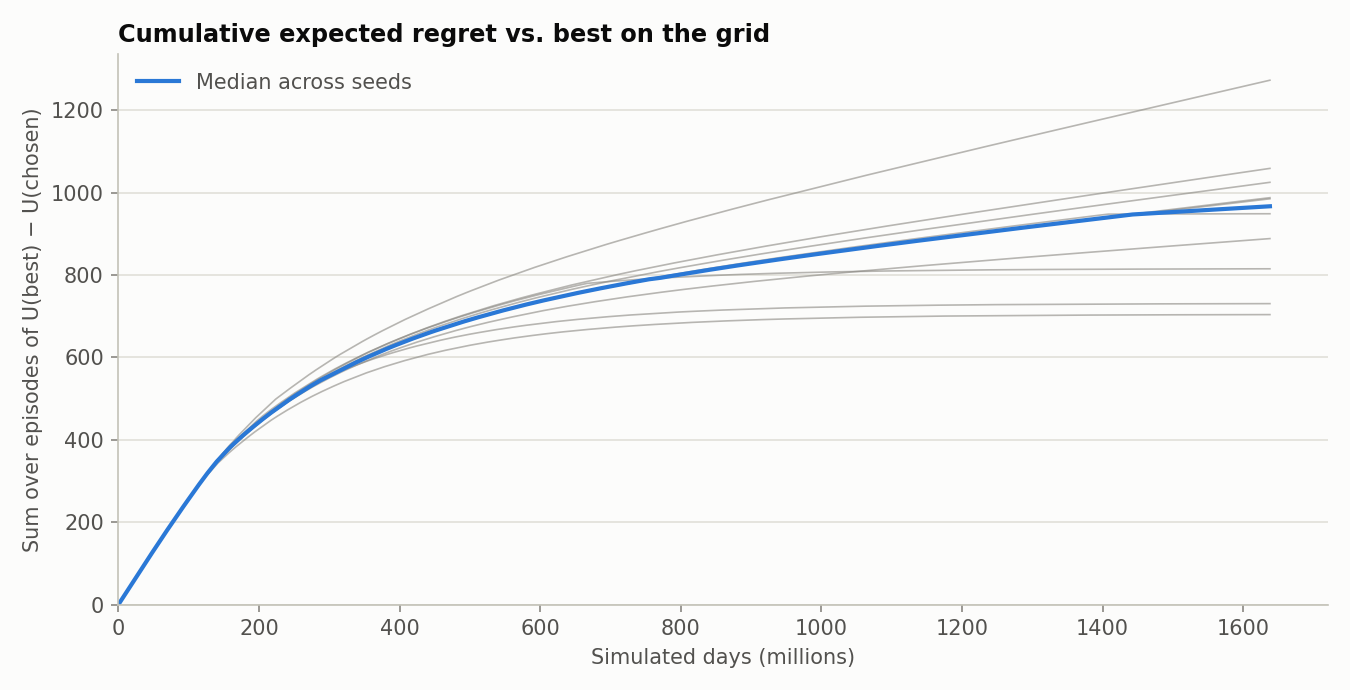 Cumulative expected regret vs. best on the grid
Median across seeds
Sum over episodes of U(best) − U(chosen)
1200
1000
800
600
400
200
0
0 200 400 600 800 1000 1200 1400 1600
Simulated days (millions)